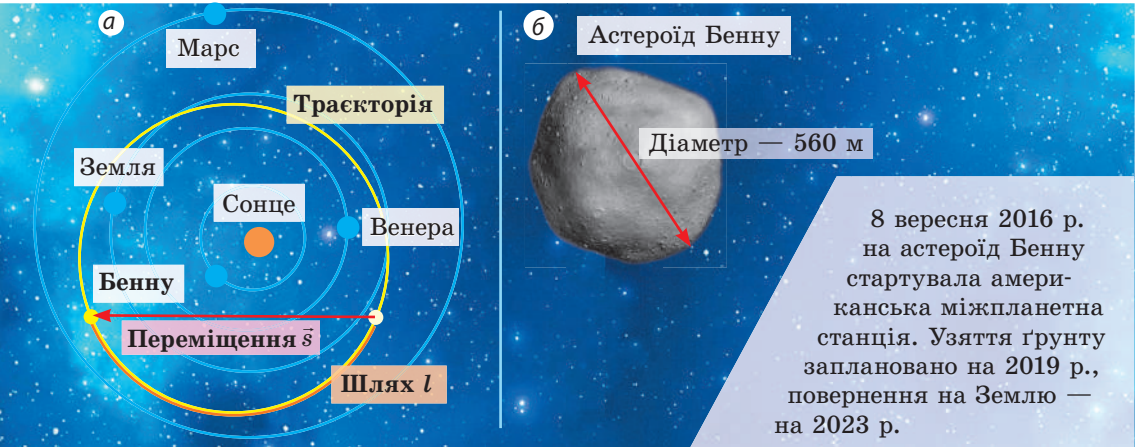 а
Марс
Траєкторія
Земля
Сонце
Венера
Бенну
Переміщення s⃗
Шлях l
б
Астероїд Бенну
Діаметр — 560 м
8 вересня 2016 р.
на астероїд Бенну
стартувала амери-
канська міжпланетна
станція. Узяття ґрунту
заплановано на 2019 р.,
повернення на Землю —
на 2023 р.